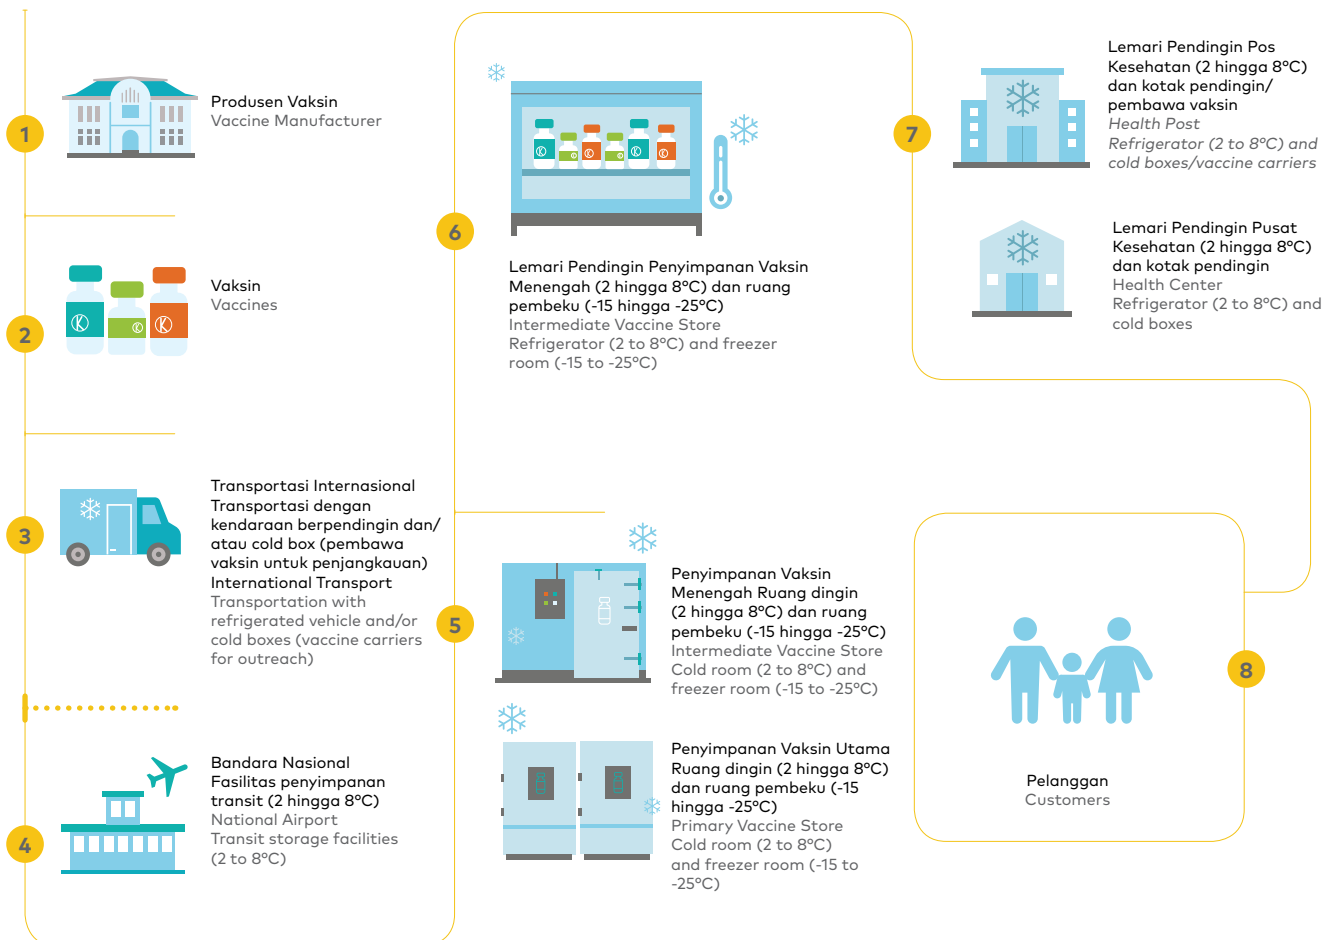 1
Produsen Vaksin
Vaccine Manufacturer
2
Vaksin
Vaccines
3
Transportasi Internasional
Transportasi dengan
kendaraan berpendingin dan/
atau cold box (pembawa
vaksin untuk penjangkauan)
International Transport
Transportation with
refrigerated vehicle and/or
cold boxes (vaccine carriers
for outreach)
4
Bandara Nasional
Fasilitas penyimpanan
transit (2 hingga 8°C)
National Airport
Transit storage facilities
(2 to 8°C)
5
Penyimpanan Vaksin
Menengah Ruang dingin
(2 hingga 8°C) dan ruang
pembeku (-15 hingga -25°C)
Intermediate Vaccine Store
Cold room (2 to 8°C) and
freezer room (-15 to -25°C)
Penyimpanan Vaksin Utama
Ruang dingin (2 hingga 8°C)
dan ruang pembeku (-15
hingga -25°C)
Primary Vaccine Store
Cold room (2 to 8°C)
and freezer room (-15 to
-25°C)
6
Lemari Pendingin Penyimpanan Vaksin
Menengah (2 hingga 8°C) dan ruang
pembeku (-15 hingga -25°C)
Intermediate Vaccine Store
Refrigerator (2 to 8°C) and freezer
room (-15 to -25°C)
7
Lemari Pendingin Pos
Kesehatan (2 hingga 8°C)
dan kotak pendingin/
pembawa vaksin
Health Post
Refrigerator (2 to 8°C) and
cold boxes/vaccine carriers
Lemari Pendingin Pusat
Kesehatan (2 hingga 8°C)
dan kotak pendingin
Health Center
Refrigerator (2 to 8°C) and
cold boxes
8
Pelanggan
Customers